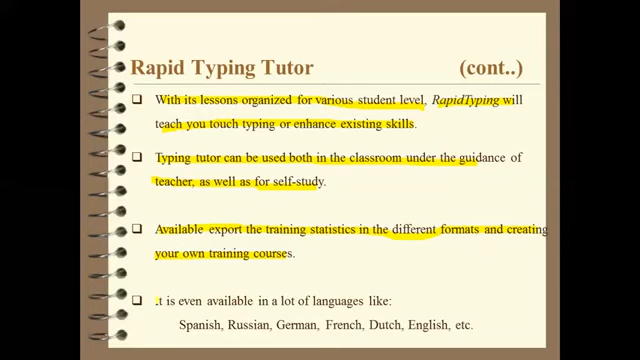 Rapid Typing Tutor (cont..)
With its lessons organized for various student level, RapidTyping will
teach you touch typing or enhance existing skills.
Typing tutor can be used both in the classroom under the guidance of
teacher, as well as for self-study.
Available export the training statistics in the different formats and creating
your own training courses.
It is even available in a lot of languages like:
Spanish, Russian, German, French, Dutch, English, etc.